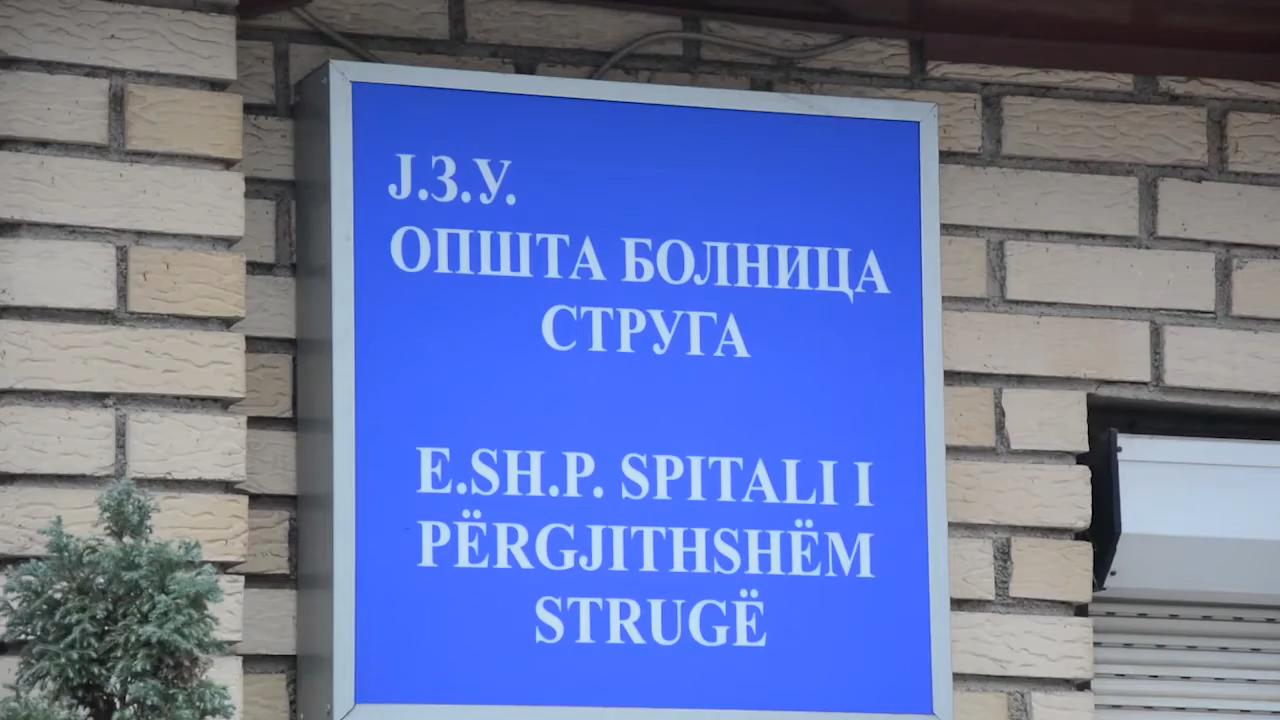 Ј.З.У.
ОПШТА БОЛНИЦА
СТРУГА
E.SH.P. SPITALI I
PËRGJITHSHËM
STRUGË